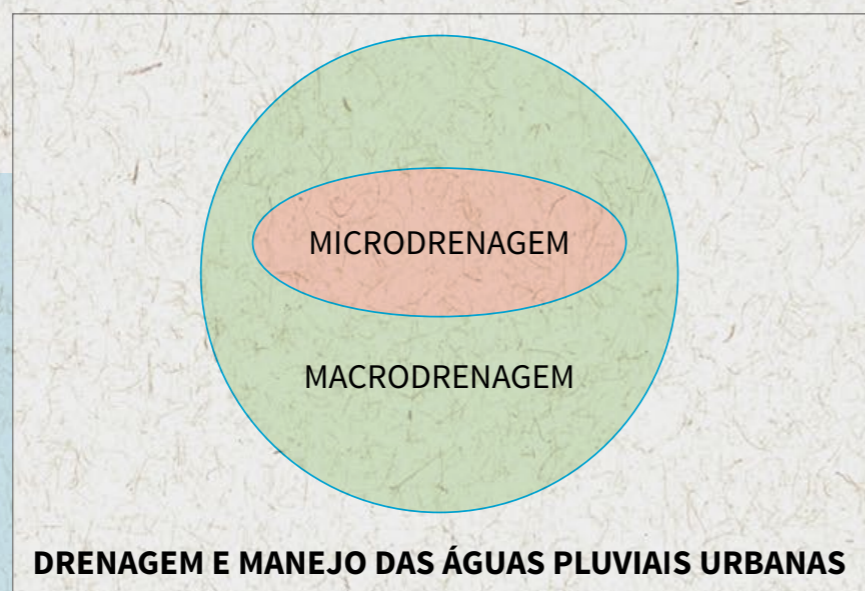 MICRODRENAGEM
MACRODRENAGEM
DRENAGEM E MANEJO DAS ÁGUAS PLUVIAIS URBANAS